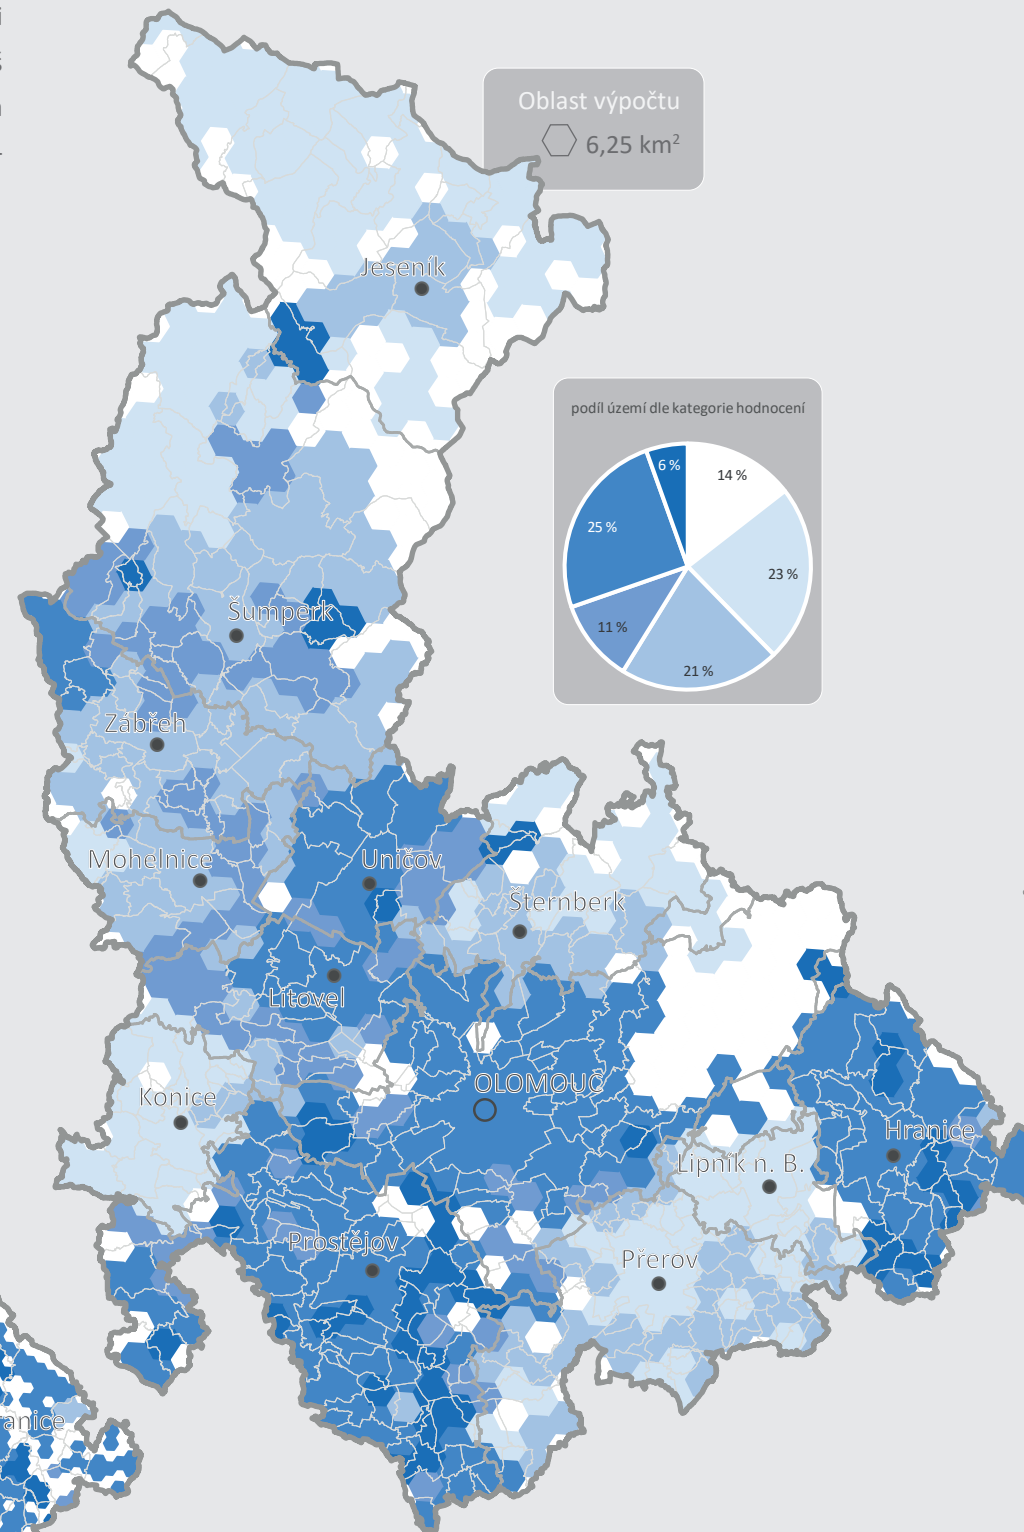 Oblast výpočtu
6,25 km²
Jeseník
podíl území dle kategorie hodnocení
6 %
14 %
25 %
23 %
11 %
21 %
Šumperk
Zábřeh
Mohelnice
Uničov
Šternberk
Litovel
OLOMOUC
Konice
Hranice
Lipník n. B.
Prostějov
Přerov